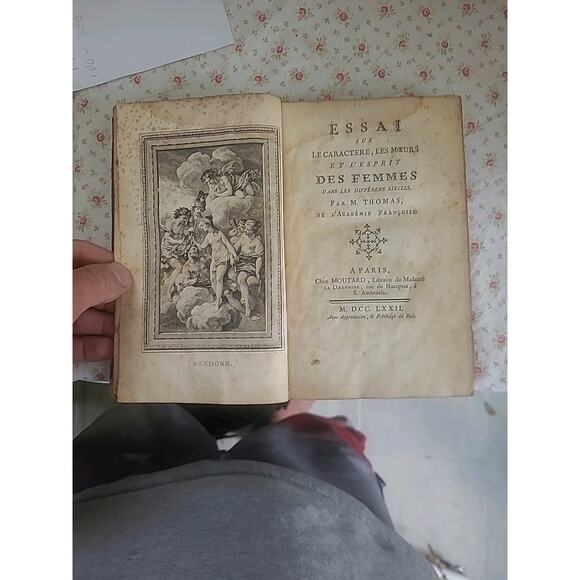 PANDORE.
ESSAI
SUR
LE CARACTERE, LES MŒURS
ET L'ESPRIT
DES FEMMES
DANS LES DIFFÉRENS SIECLES,
PAR M. THOMAS,
DE L'ACADÉMIE FRANÇOISE.
A PARIS,
Chez MOUTARD, Libraire de Madame
LA DAUPHINE, rue du Hurepoix, à
S. Ambroise.
M. DCC. LXXII.
Avec Approbation, & Privilége du Roi.